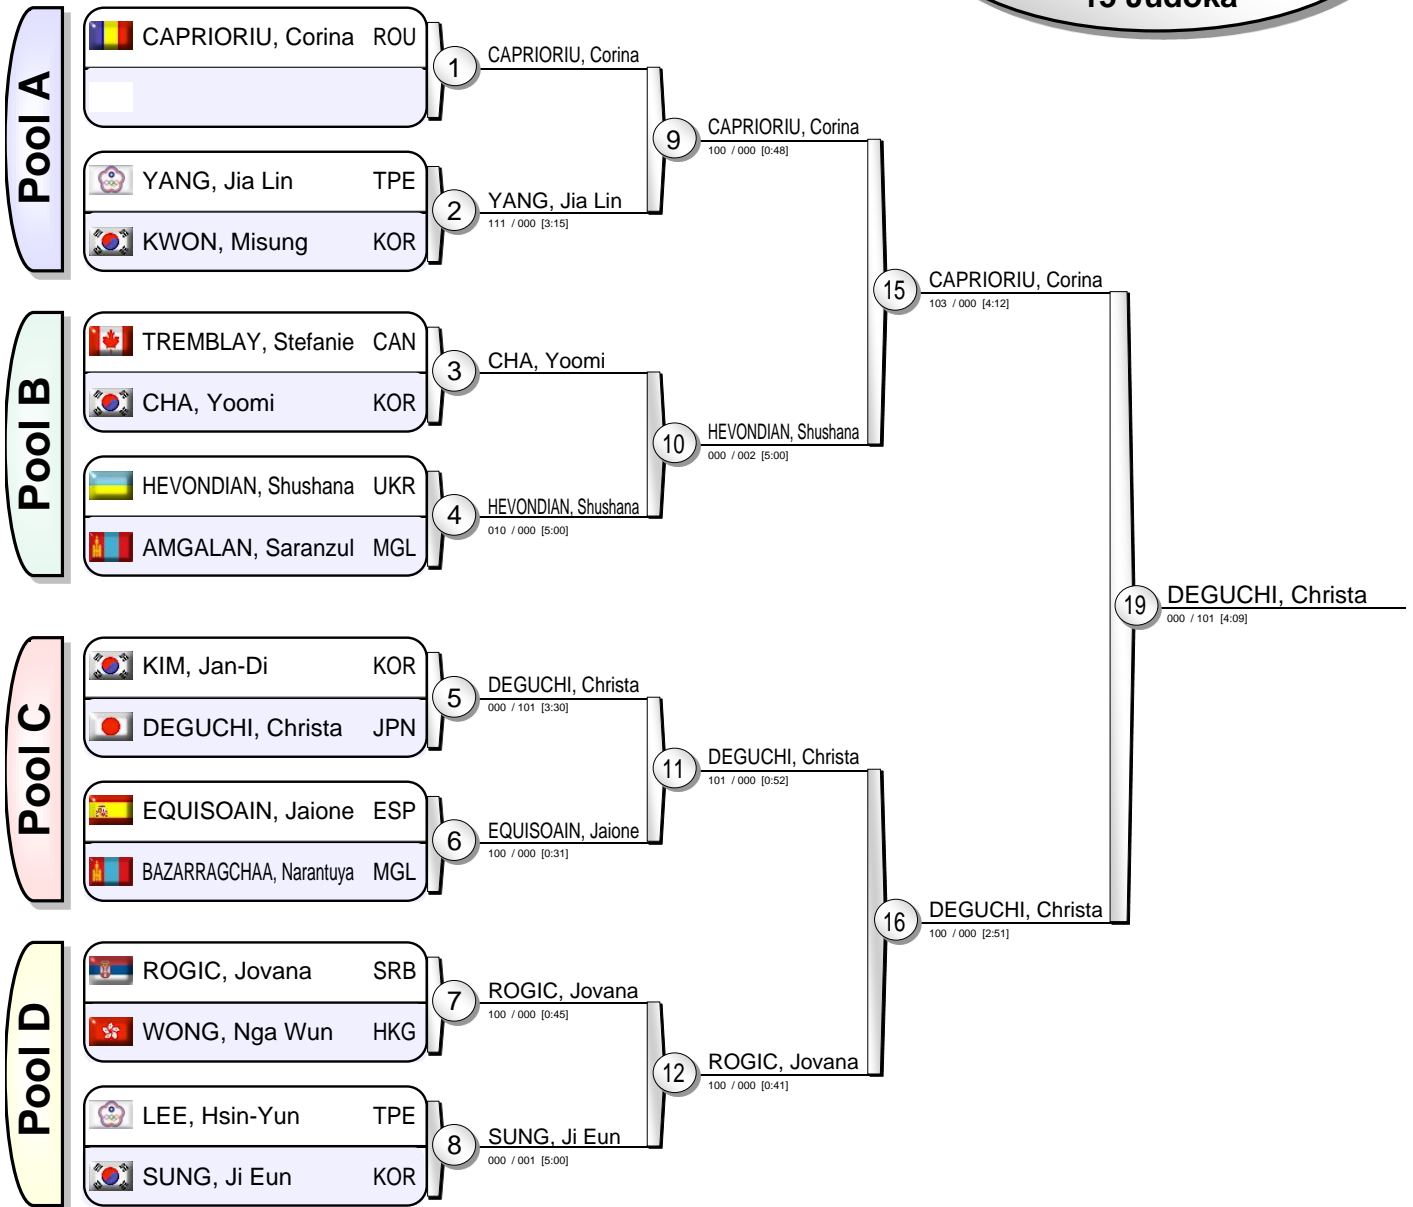 15 Judoka
Pool A
CAPRIORIU, Corina ROU
1
CAPRIORIU, Corina
YANG, Jia Lin TPE
KWON, Misung KOR
2
YANG, Jia Lin
111 / 000 [3:15]
9
CAPRIORIU, Corina
100 / 000 [0:48]
Pool B
TREMBLAY, Stefanie CAN
CHA, Yoomi KOR
3
CHA, Yoomi
HEVONDIAN, Shushana UKR
AMGALAN, Saranzul MGL
4
HEVONDIAN, Shushana
010 / 000 [5:00]
10
HEVONDIAN, Shushana
000 / 002 [5:00]
15
CAPRIORIU, Corina
103 / 000 [4:12]
Pool C
KIM, Jan-Di KOR
DEGUCHI, Christa JPN
5
DEGUCHI, Christa
000 / 101 [3:30]
EQUISOAIN, Jaione ESP
BAZARRAGCHAA, Narantuya MGL
6
EQUISOAIN, Jaione
100 / 000 [0:31]
11
DEGUCHI, Christa
101 / 000 [0:52]
Pool D
ROGIC, Jovana SRB
WONG, Nga Wun HKG
7
ROGIC, Jovana
100 / 000 [0:45]
LEE, Hsin-Yun TPE
SUNG, Ji Eun KOR
8
SUNG, Ji Eun
000 / 001 [5:00]
12
ROGIC, Jovana
100 / 000 [0:41]
16
DEGUCHI, Christa
100 / 000 [2:51]
19
DEGUCHI, Christa
000 / 101 [4:09]